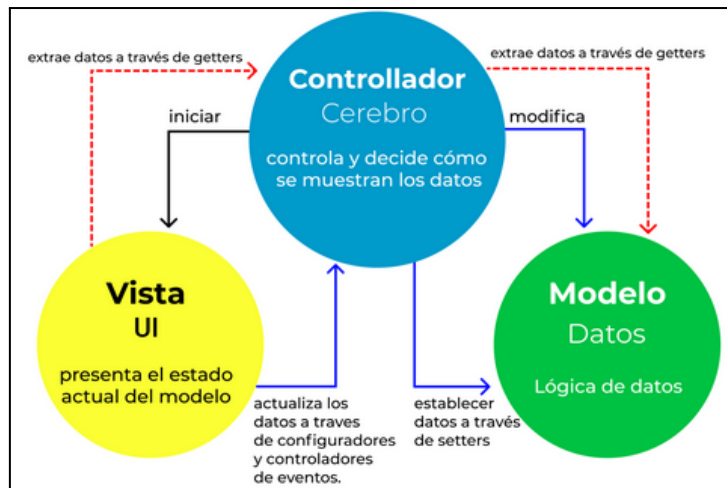 extrae datos a través de getters
extrae datos a través de getters
Controllador
Cerebro
controla y decide cómo
se muestran los datos
iniciar
modifica
Vista
UI
presenta el estado
actual del modelo
Modelo
Datos
Lógica de datos
actualiza los
datos a traves
de configuradores
y controladores
de eventos.
establecer
datos a través
de setters